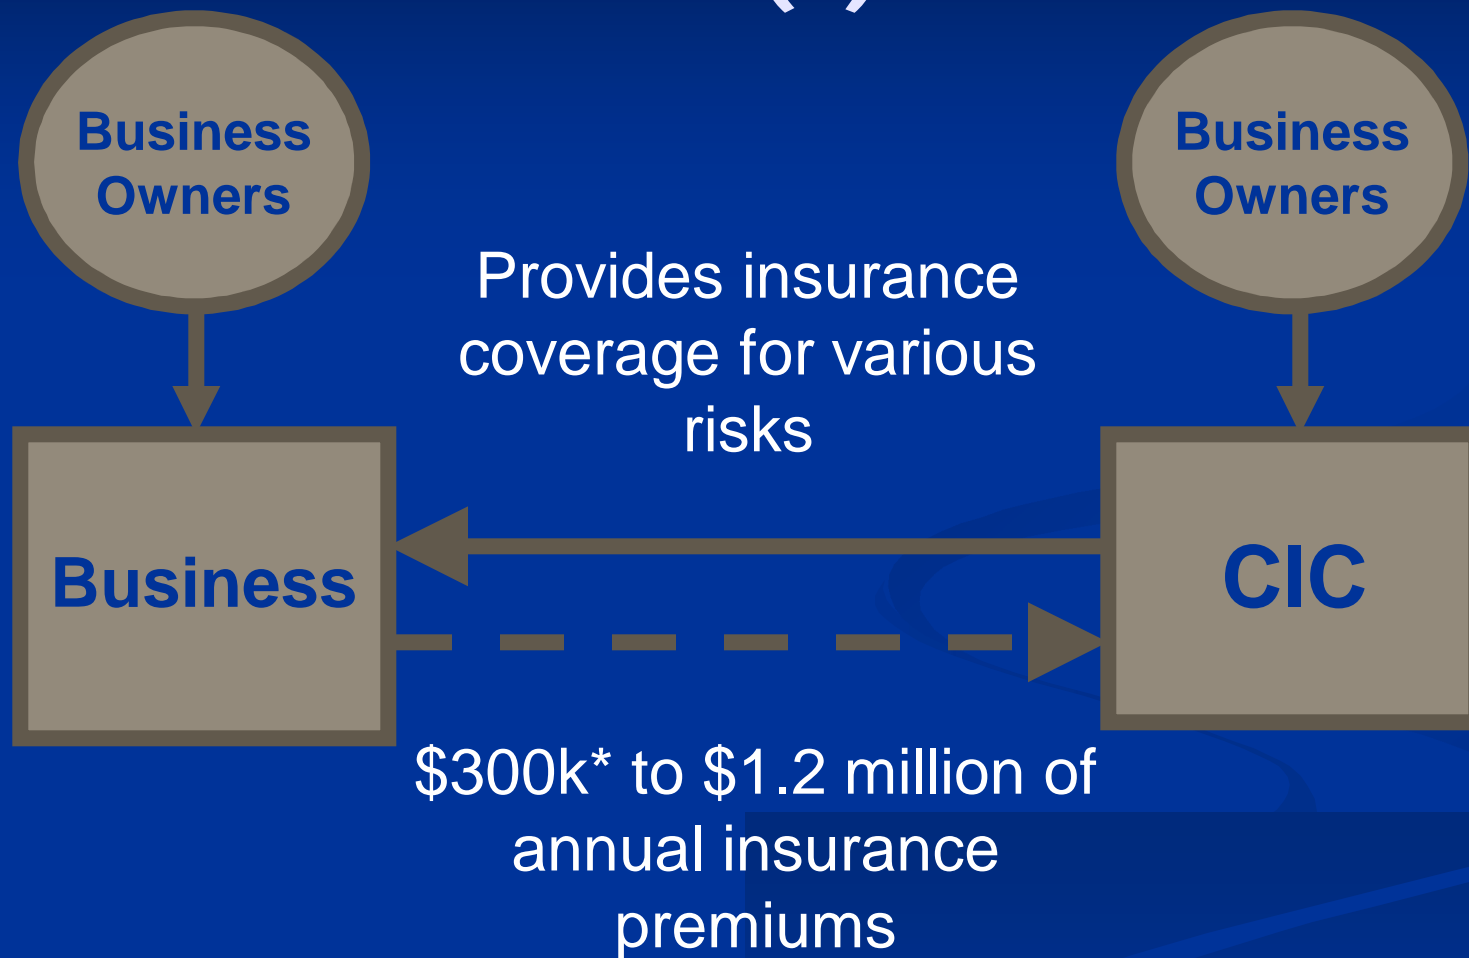 Business
Owners
Business
Owners
Provides insurance
coverage for various
risks
Business
CIC
$300k* to $1.2 million of
annual insurance
premiums